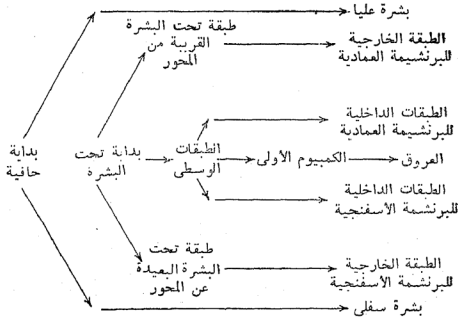 بشرة عليا
طبقة تحت البشرة
القريبة من
المحور
الطبقة الخارجية
للبرنشيمة العمادية
الطبقات الداخلية
للبرنشيمة العمادية
بداية
حافية
بداية تحت
البشرة
الطبقات
الوسطى
الكمبيوم الأولى
العروق
الطبقات الداخلية
للبرنشمة الأسفنجية
طبقة تحت
البشرة البعيدة
عن المحور
الطبقة الخارجية
للبرنشمة الأسفنجية
بشرة سفلى